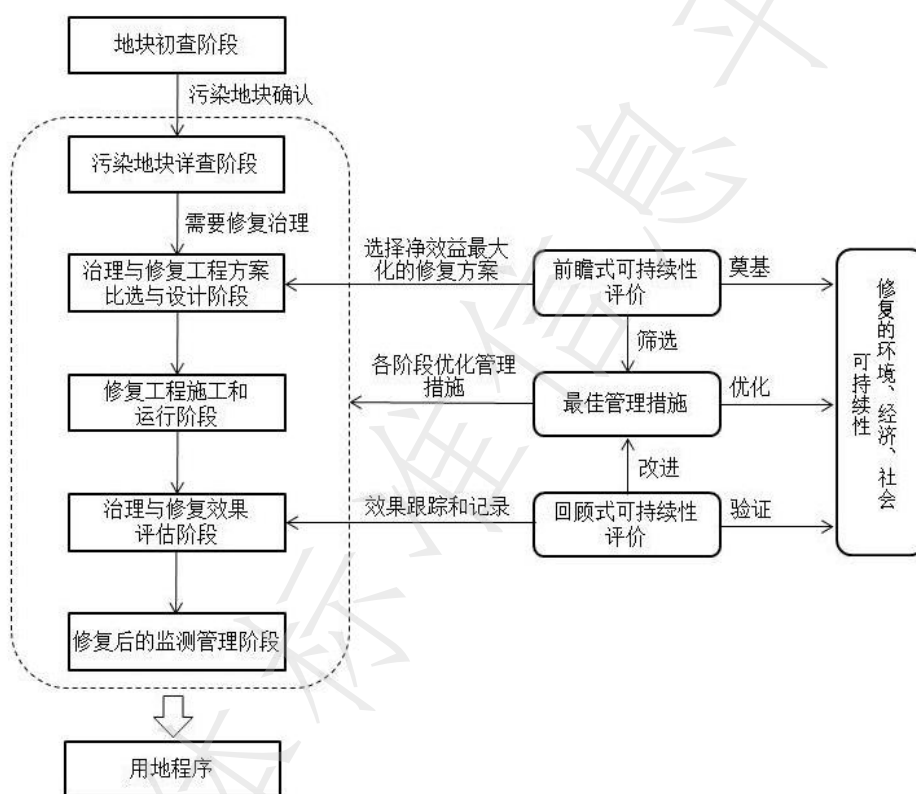 地块初查阶段
污染地块确认
污染地块详查阶段
需要修复治理
治理与修复工程方案
比选与设计阶段
选择净效益最大
化的修复方案
前瞻式可持续性
评价
奠基
筛选
修复工程施工和
运行阶段
各阶段优化管理
措施
最佳管理措施
优化
改进
治理与修复效果
评估阶段
效果跟踪和记录
回顾式可持续性
评价
验证
修复的环境、经济、社会
可持续性
修复后的监测管理阶段
用地程序